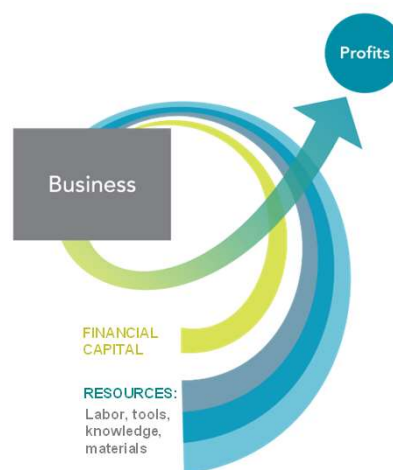 Profits
Business
FINANCIAL
CAPITAL
RESOURCES:
Labor, tools,
knowledge,
materials